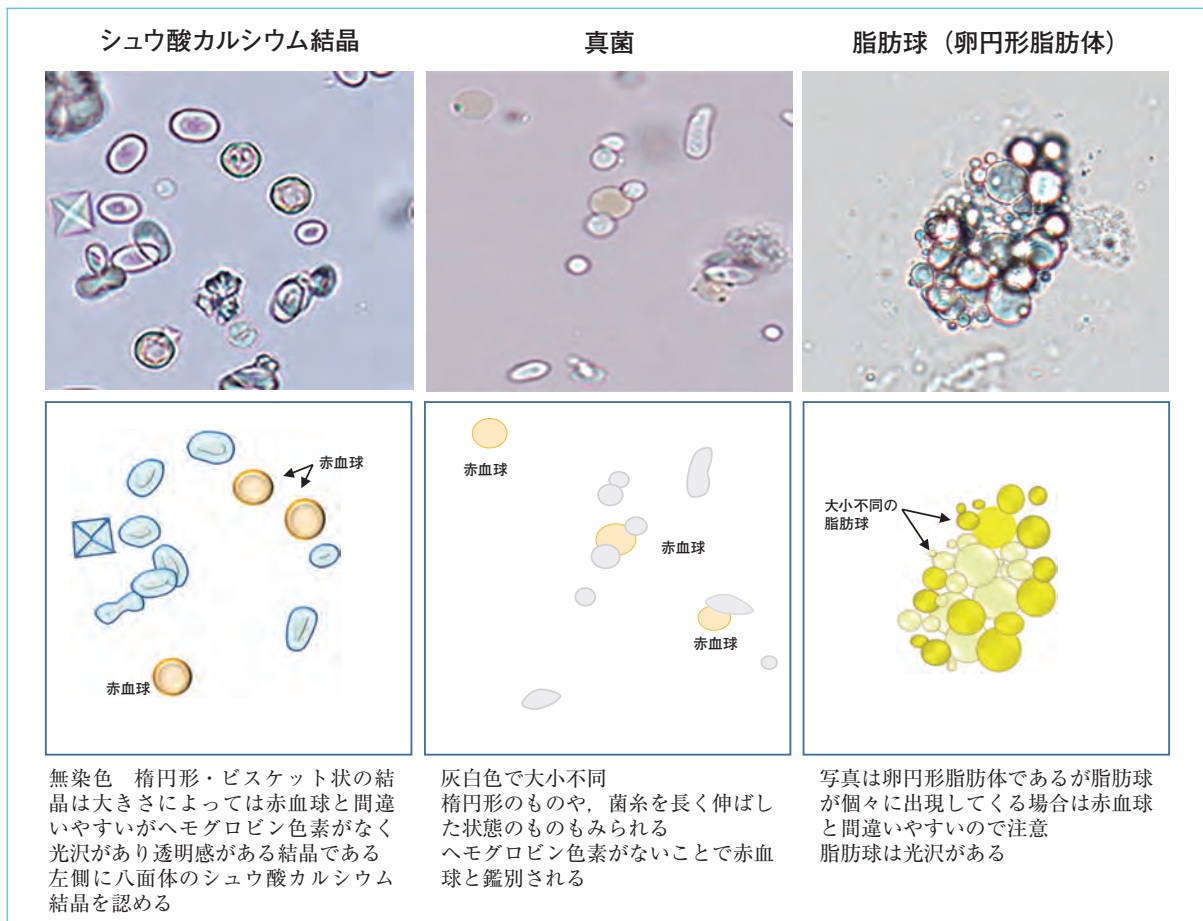 シュウ酸カルシウム結晶
真菌
脂肪球（卵円形脂肪体）
赤血球
赤血球
赤血球
赤血球
赤血球
大小不同の
脂肪球
無染色　楕円形・ビスケット状の結
晶は大きさによっては赤血球と間違
いやすいがヘモグロビン色素がなく
光沢があり透明感がある結晶である
左側に八面体のシュウ酸カルシウム
結晶を認める
灰白色で大小不同
楕円形のものや，菌糸を長く伸ばし
た状態のものもみられる
ヘモグロビン色素がないことで赤血
球と鑑別される
写真は卵円形脂肪体であるが脂肪球
が個々に出現してくる場合は赤血球
と間違いやすいので注意
脂肪球は光沢がある